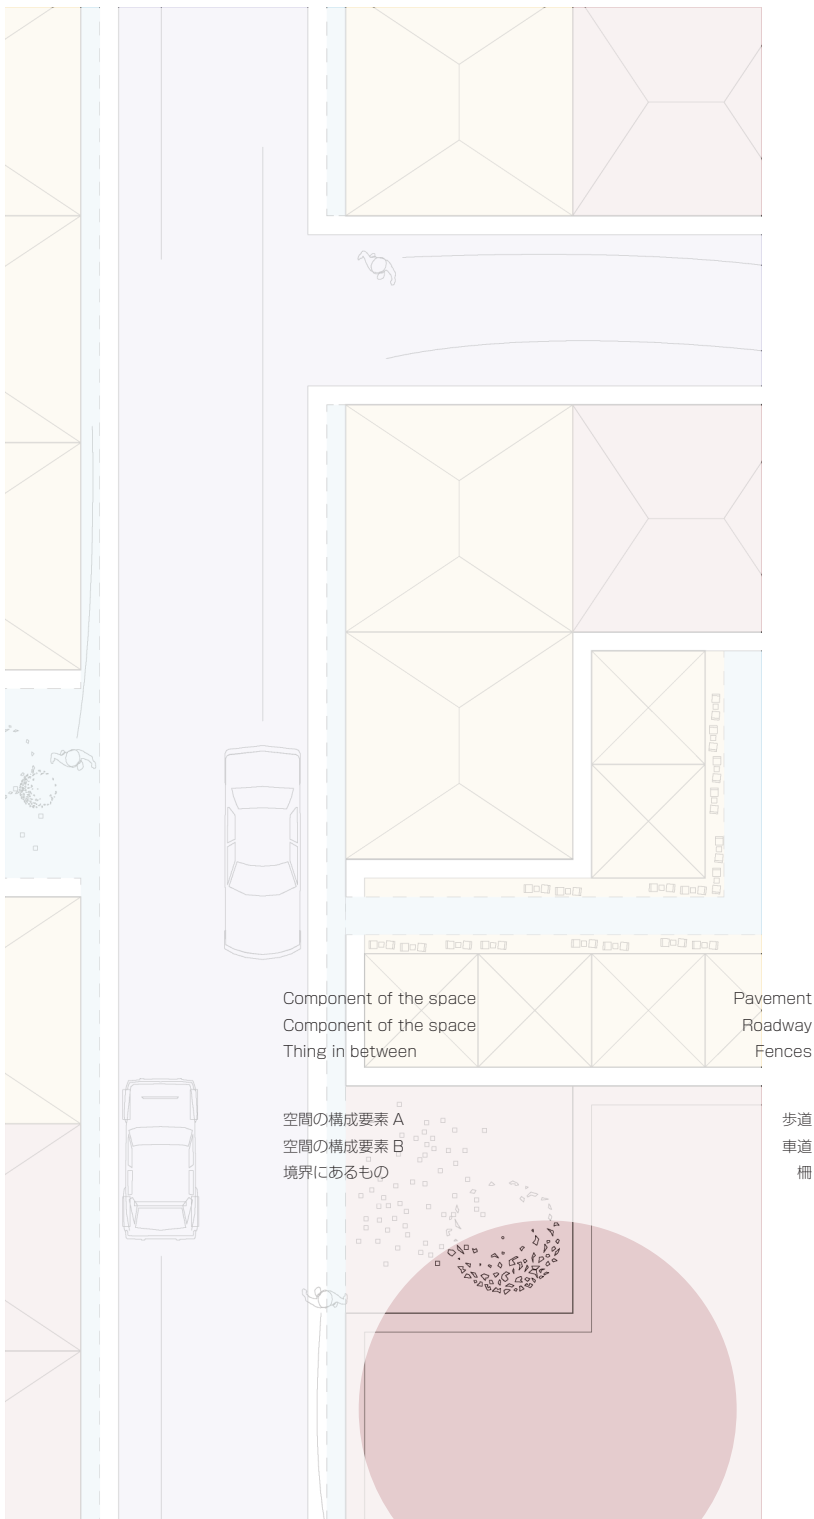 Component of the space Pavement
Component of the space Roadway
Thing in between Fences
空間の構成要素 A 歩道
空間の構成要素 B 車道
境界にあるもの 柵